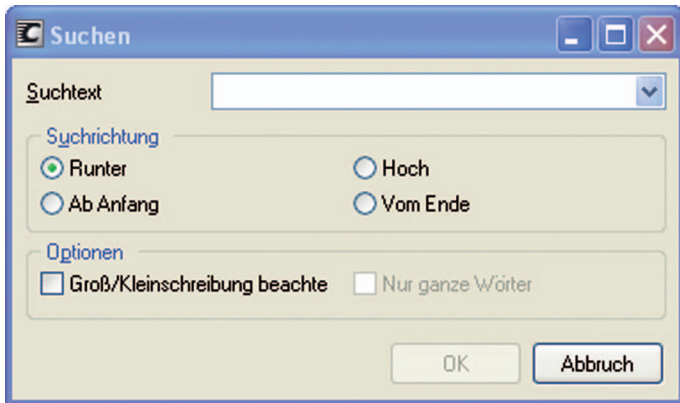 Suchen
Suchtext
Suchrichtung
Runter
Hoch
Ab Anfang
Vom Ende
Optionen
Groß/Kleinschreibung beachte
Nur ganze Wörter
OK
Abbruch